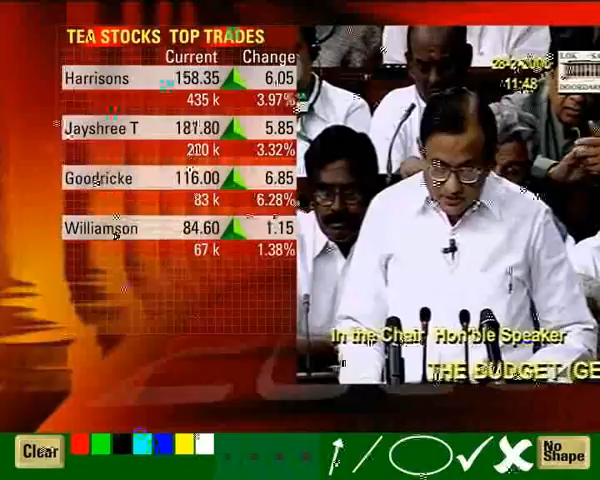 TEA STOCKS TOP TRADES
Current Change
Harrisons 158.35 6.05
435 k 3.97%
Jayshree T 181.80 5.85
200 k 3.32%
Goodricke 116.00 6.85
83 k 6.28%
Williamson 84.60 1.15
67 k 1.38%
11:48
LOK
In the Chair Hon'ble Speaker
THE BUDGET (GE
Clear
No Shape